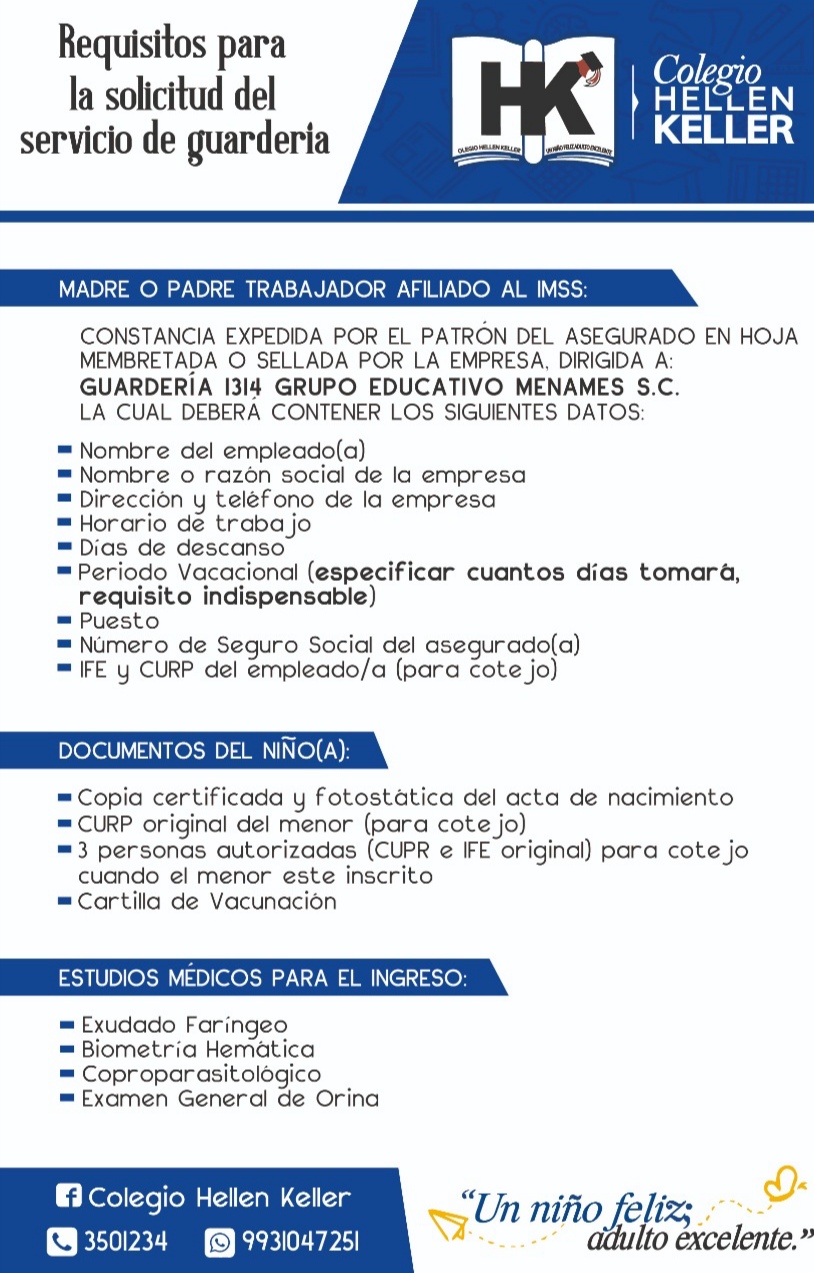 Requisitos para
la solicitud del
servicio de guarderia
HK
COLEGIO HELLEN KELLER
UN NIÑO FELIZ ADULTO EXCELENTE
Colegio
HELLEN
KELLER
MADRE O PADRE TRABAJADOR AFILIADO AL IMSS:
CONSTANCIA EXPEDIDA POR EL PATRÓN DEL ASEGURADO EN HOJA
MEMBRETADA O SELLADA POR LA EMPRESA, DIRIGIDA A:
GUARDERÍA 1314 GRUPO EDUCATIVO MENAMES S.C.
LA CUAL DEBERÁ CONTENER LOS SIGUIENTES DATOS:
Nombre del empleado(a)
Nombre o razón social de la empresa
Dirección y teléfono de la empresa
Horario de trabajo
Días de descanso
Periodo Vacacional (especificar cuantos días tomará,
requisito indispensable)
Puesto
Número de Seguro Social del asegurado(a)
IFE y CURP del empleado/a (para cotejo)
DOCUMENTOS DEL NIÑO(A):
Copia certificada y fotostática del acta de nacimiento
CURP original del menor (para cotejo)
3 personas autorizadas (CUPR e IFE original) para cotejo
cuando el menor este inscrito
Cartilla de Vacunación
ESTUDIOS MÉDICOS PARA EL INGRESO:
Exudado Faríngeo
Biometría Hemática
Coproparasitológico
Examen General de Orina
Colegio Hellen Keller
3501234 9931047251
“Un niño feliz;
adulto excelente.”